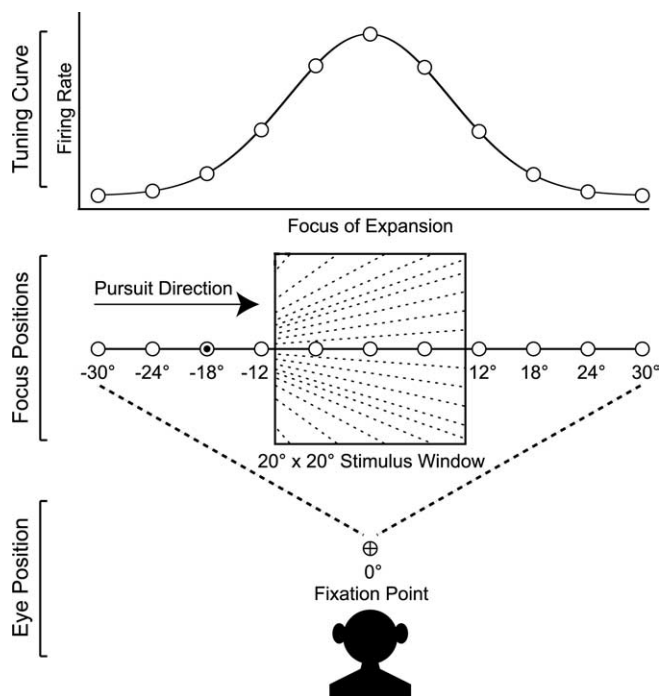 Tuning Curve
Firing Rate
Focus of Expansion
Focus Positions
Pursuit Direction
-30° -24° -18° -12 12° 18° 24° 30°
20° x 20° Stimulus Window
Eye Position
0°
Fixation Point